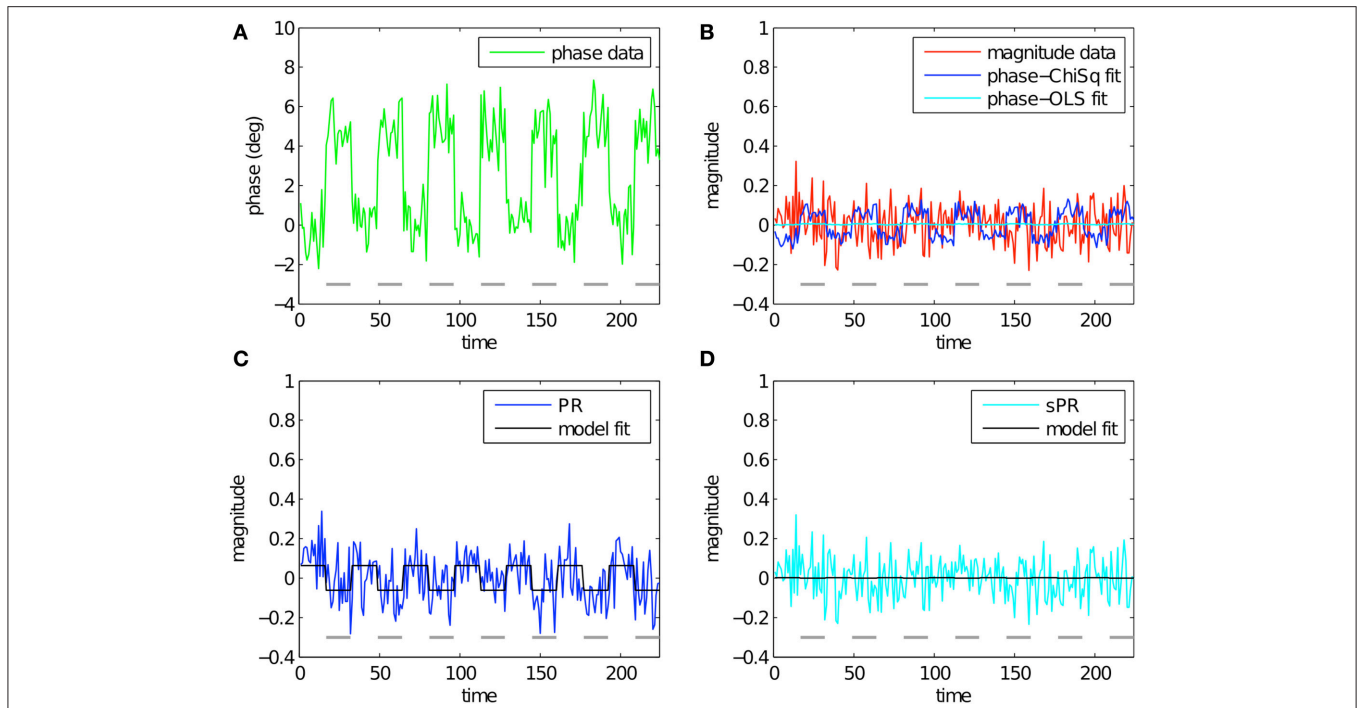 A
10
8
6
4
2
0
−2
−4
phase (deg)
phase data
0 50 100 150 200
time
B
1
0.8
0.6
0.4
0.2
0
−0.2
−0.4
magnitude
magnitude data
phase−ChiSq fit
phase−OLS fit
0 50 100 150 200
time
C
1
0.8
0.6
0.4
0.2
0
−0.2
−0.4
magnitude
PR
model fit
0 50 100 150 200
time
D
1
0.8
0.6
0.4
0.2
0
−0.2
−0.4
magnitude
sPR
model fit
0 50 100 150 200
time